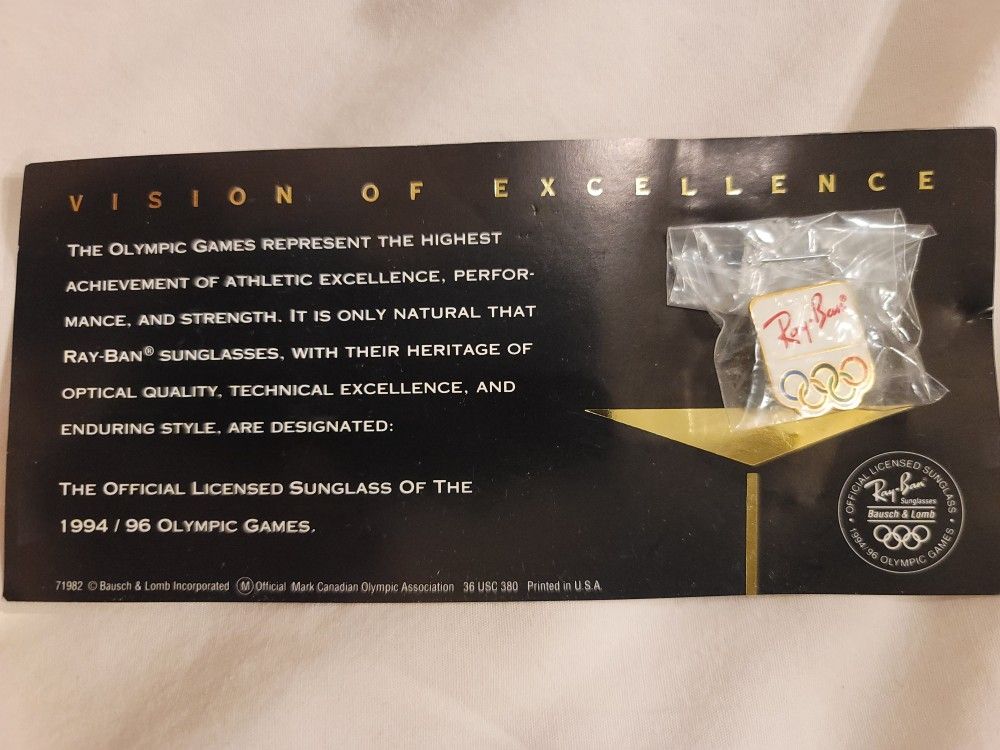 VISION OF EXCELLENCE
THE OLYMPIC GAMES REPRESENT THE HIGHEST
ACHIEVEMENT OF ATHLETIC EXCELLENCE, PERFOR-
MANCE, AND STRENGTH. IT IS ONLY NATURAL THAT
RAY-BAN® SUNGLASSES, WITH THEIR HERITAGE OF
OPTICAL QUALITY, TECHNICAL EXCELLENCE, AND
ENDURING STYLE, ARE DESIGNATED:
THE OFFICIAL LICENSED SUNGLASS OF THE
1994 / 96 OLYMPIC GAMES.
71982 © Bausch & Lomb Incorporated Ⓜ Official Mark Canadian Olympic Association 36 USC 380 Printed in U.S.A.
Ray-Ban®
• OFFICIAL LICENSED SUNGLASS •
Ray-Ban®
Sunglasses
Bausch & Lomb
1994/96 OLYMPIC GAMES